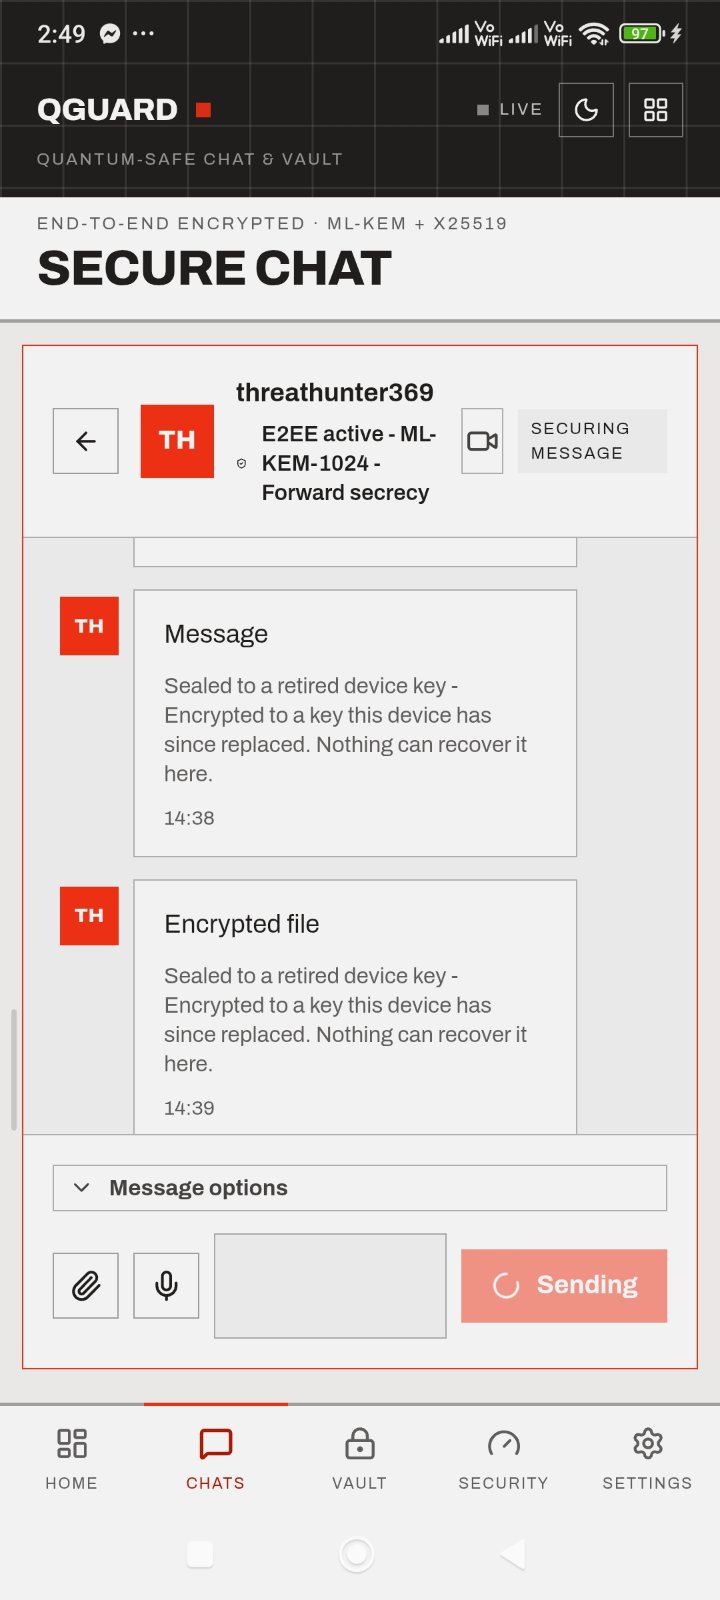 2:49
Vo WiFi
Vo WiFi
97
QGUARD
LIVE
QUANTUM-SAFE CHAT & VAULT
END-TO-END ENCRYPTED · ML-KEM + X25519
SECURE CHAT
TH
threathunter369
E2EE active - ML-
KEM-1024 -
Forward secrecy
SECURING
MESSAGE
TH
Message
Sealed to a retired device key -
Encrypted to a key this device has
since replaced. Nothing can recover it
here.
14:38
TH
Encrypted file
Sealed to a retired device key -
Encrypted to a key this device has
since replaced. Nothing can recover it
here.
14:39
Message options
Sending
HOME
CHATS
VAULT
SECURITY
SETTINGS